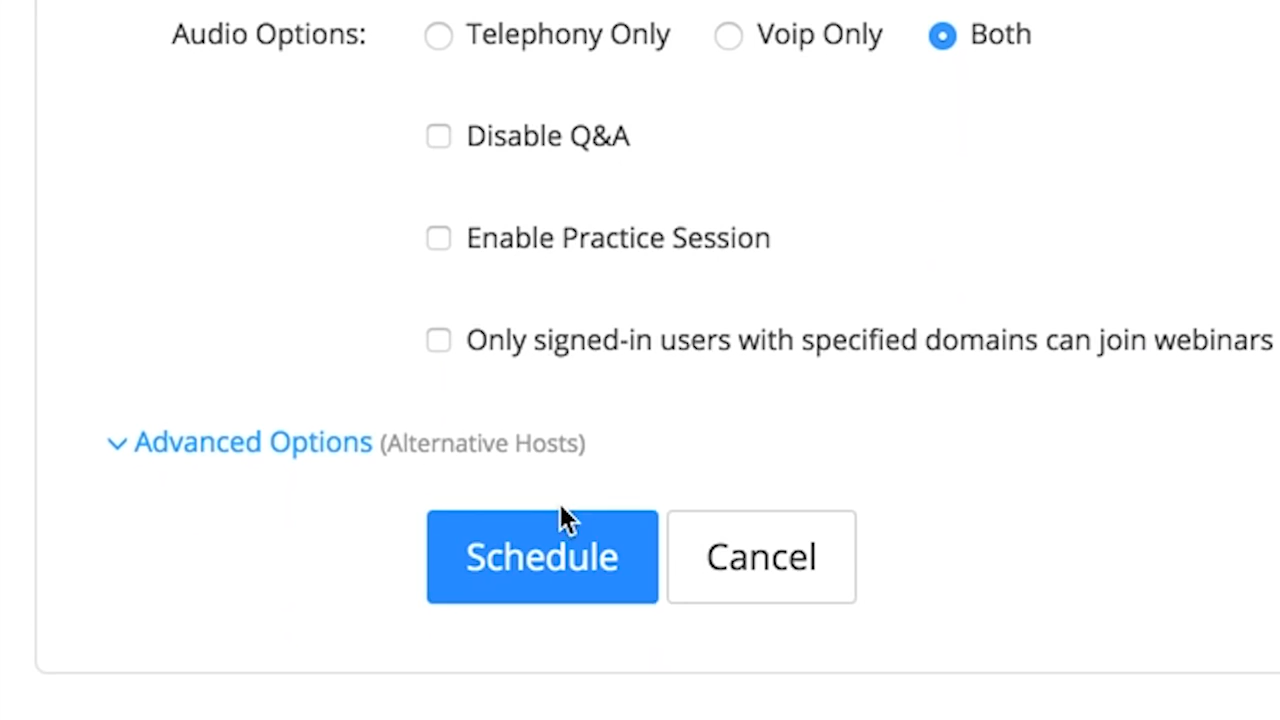 Audio Options: Telephony Only Voip Only Both
Disable Q&A
Enable Practice Session
Only signed-in users with specified domains can join webinars
Advanced Options (Alternative Hosts)
Schedule Cancel